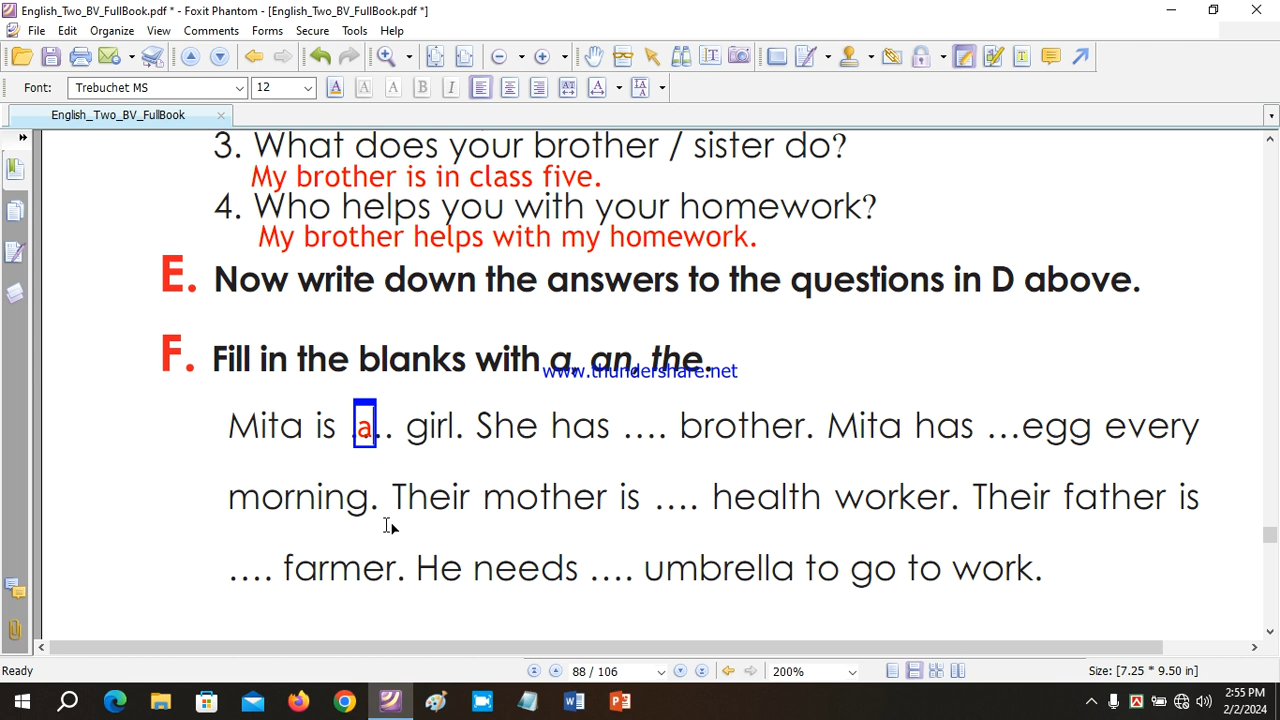 English_Two_BV_FullBook.pdf * - Foxit Phantom - [English_Two_BV_FullBook.pdf *]
File Edit Organize View Comments Forms Secure Tools Help
Font: Trebuchet MS 12
English_Two_BV_FullBook
3. What does your brother / sister do?
My brother is in class five.
4. Who helps you with your homework?
My brother helps with my homework.
E. Now write down the answers to the questions in D above.
F. Fill in the blanks with a, an, the.
www.thundershare.net
Mita is .a.. girl. She has .... brother. Mita has ...egg every
morning. Their mother is .... health worker. Their father is
.... farmer. He needs .... umbrella to go to work.
Ready 88 / 106 200% Size: [7.25 * 9.50 in]
2:55 PM
2/2/2024